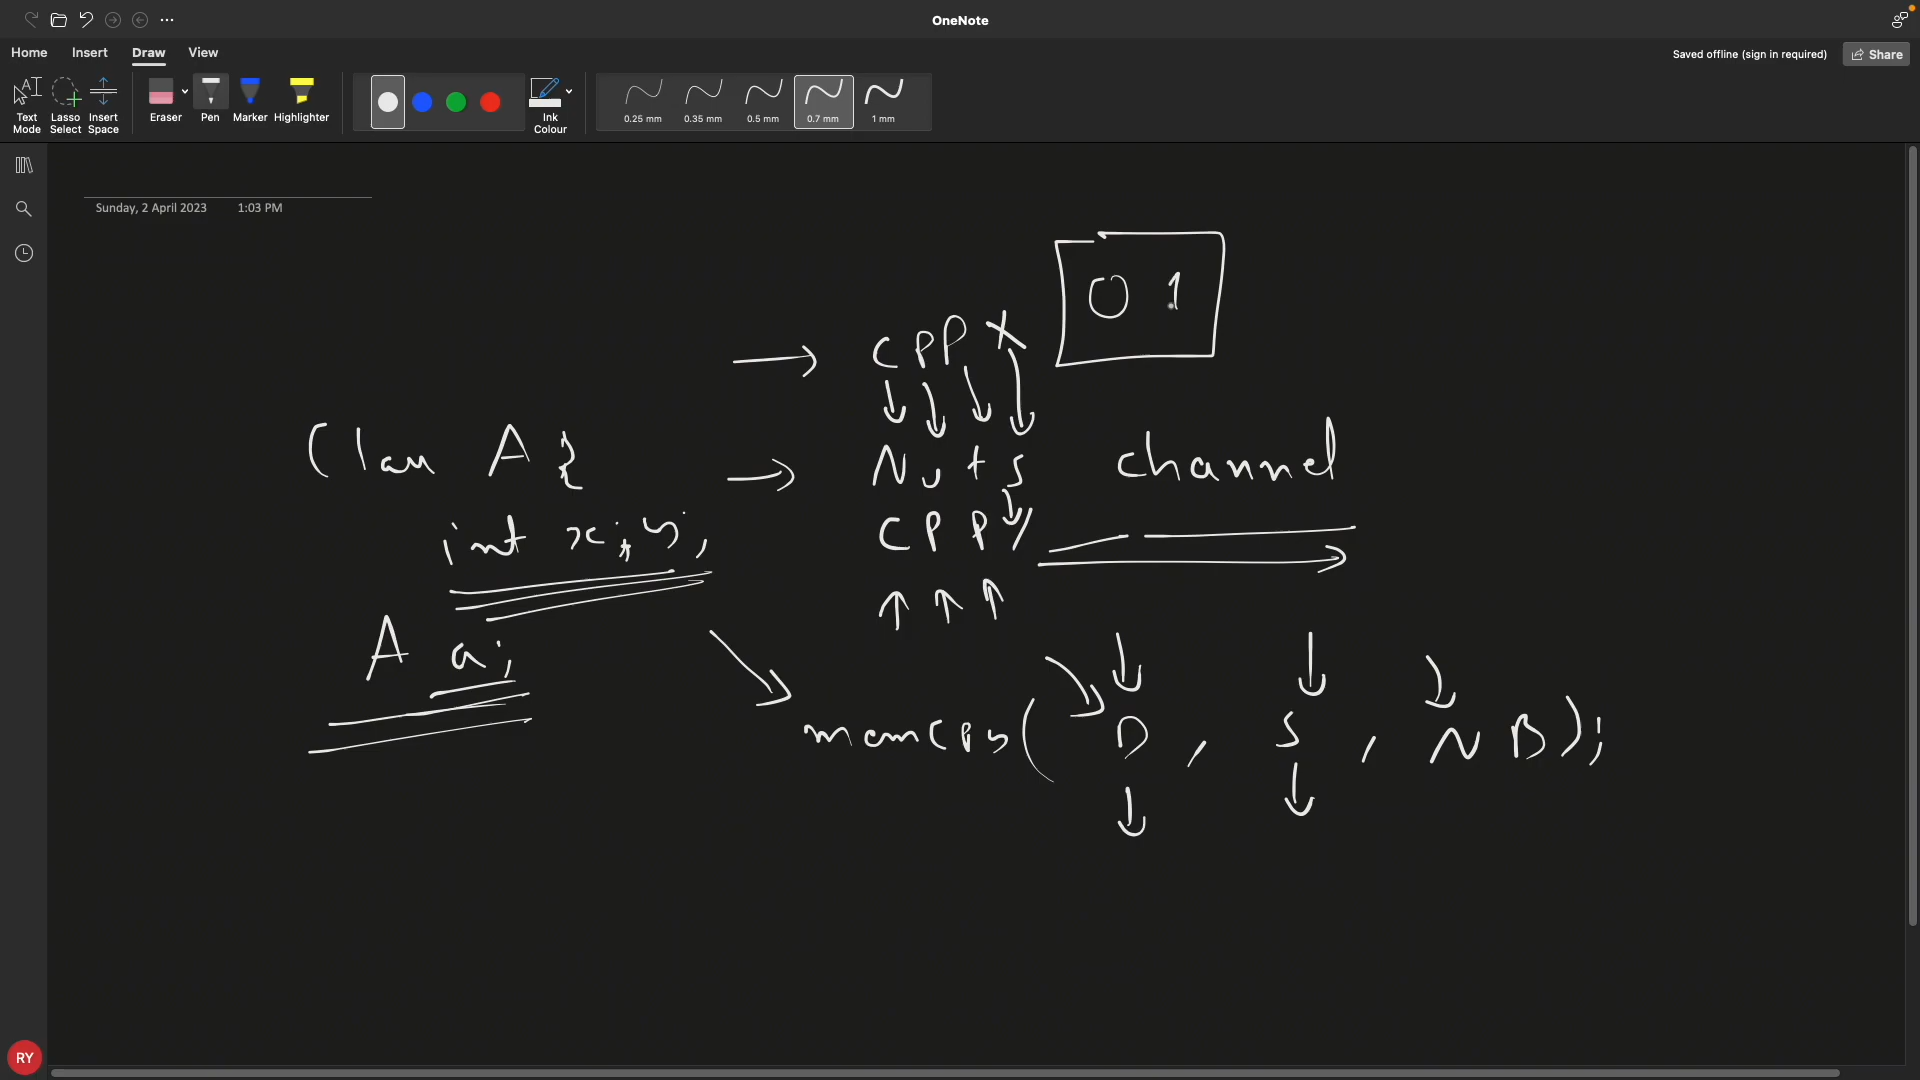 OneNote
Home Insert Draw View
Saved offline (sign in required) Share
Text Mode Lasso Select Insert Space Eraser Pen Marker Highlighter Ink Colour 0.25 mm 0.35 mm 0.5 mm 0.7 mm 1 mm
Sunday, 2 April 2023 1:03 PM
0 1
CPP X
Class A {
Nuts channel
int x; y;
CPP
A a;
memcpy( D , S , NB );
RY